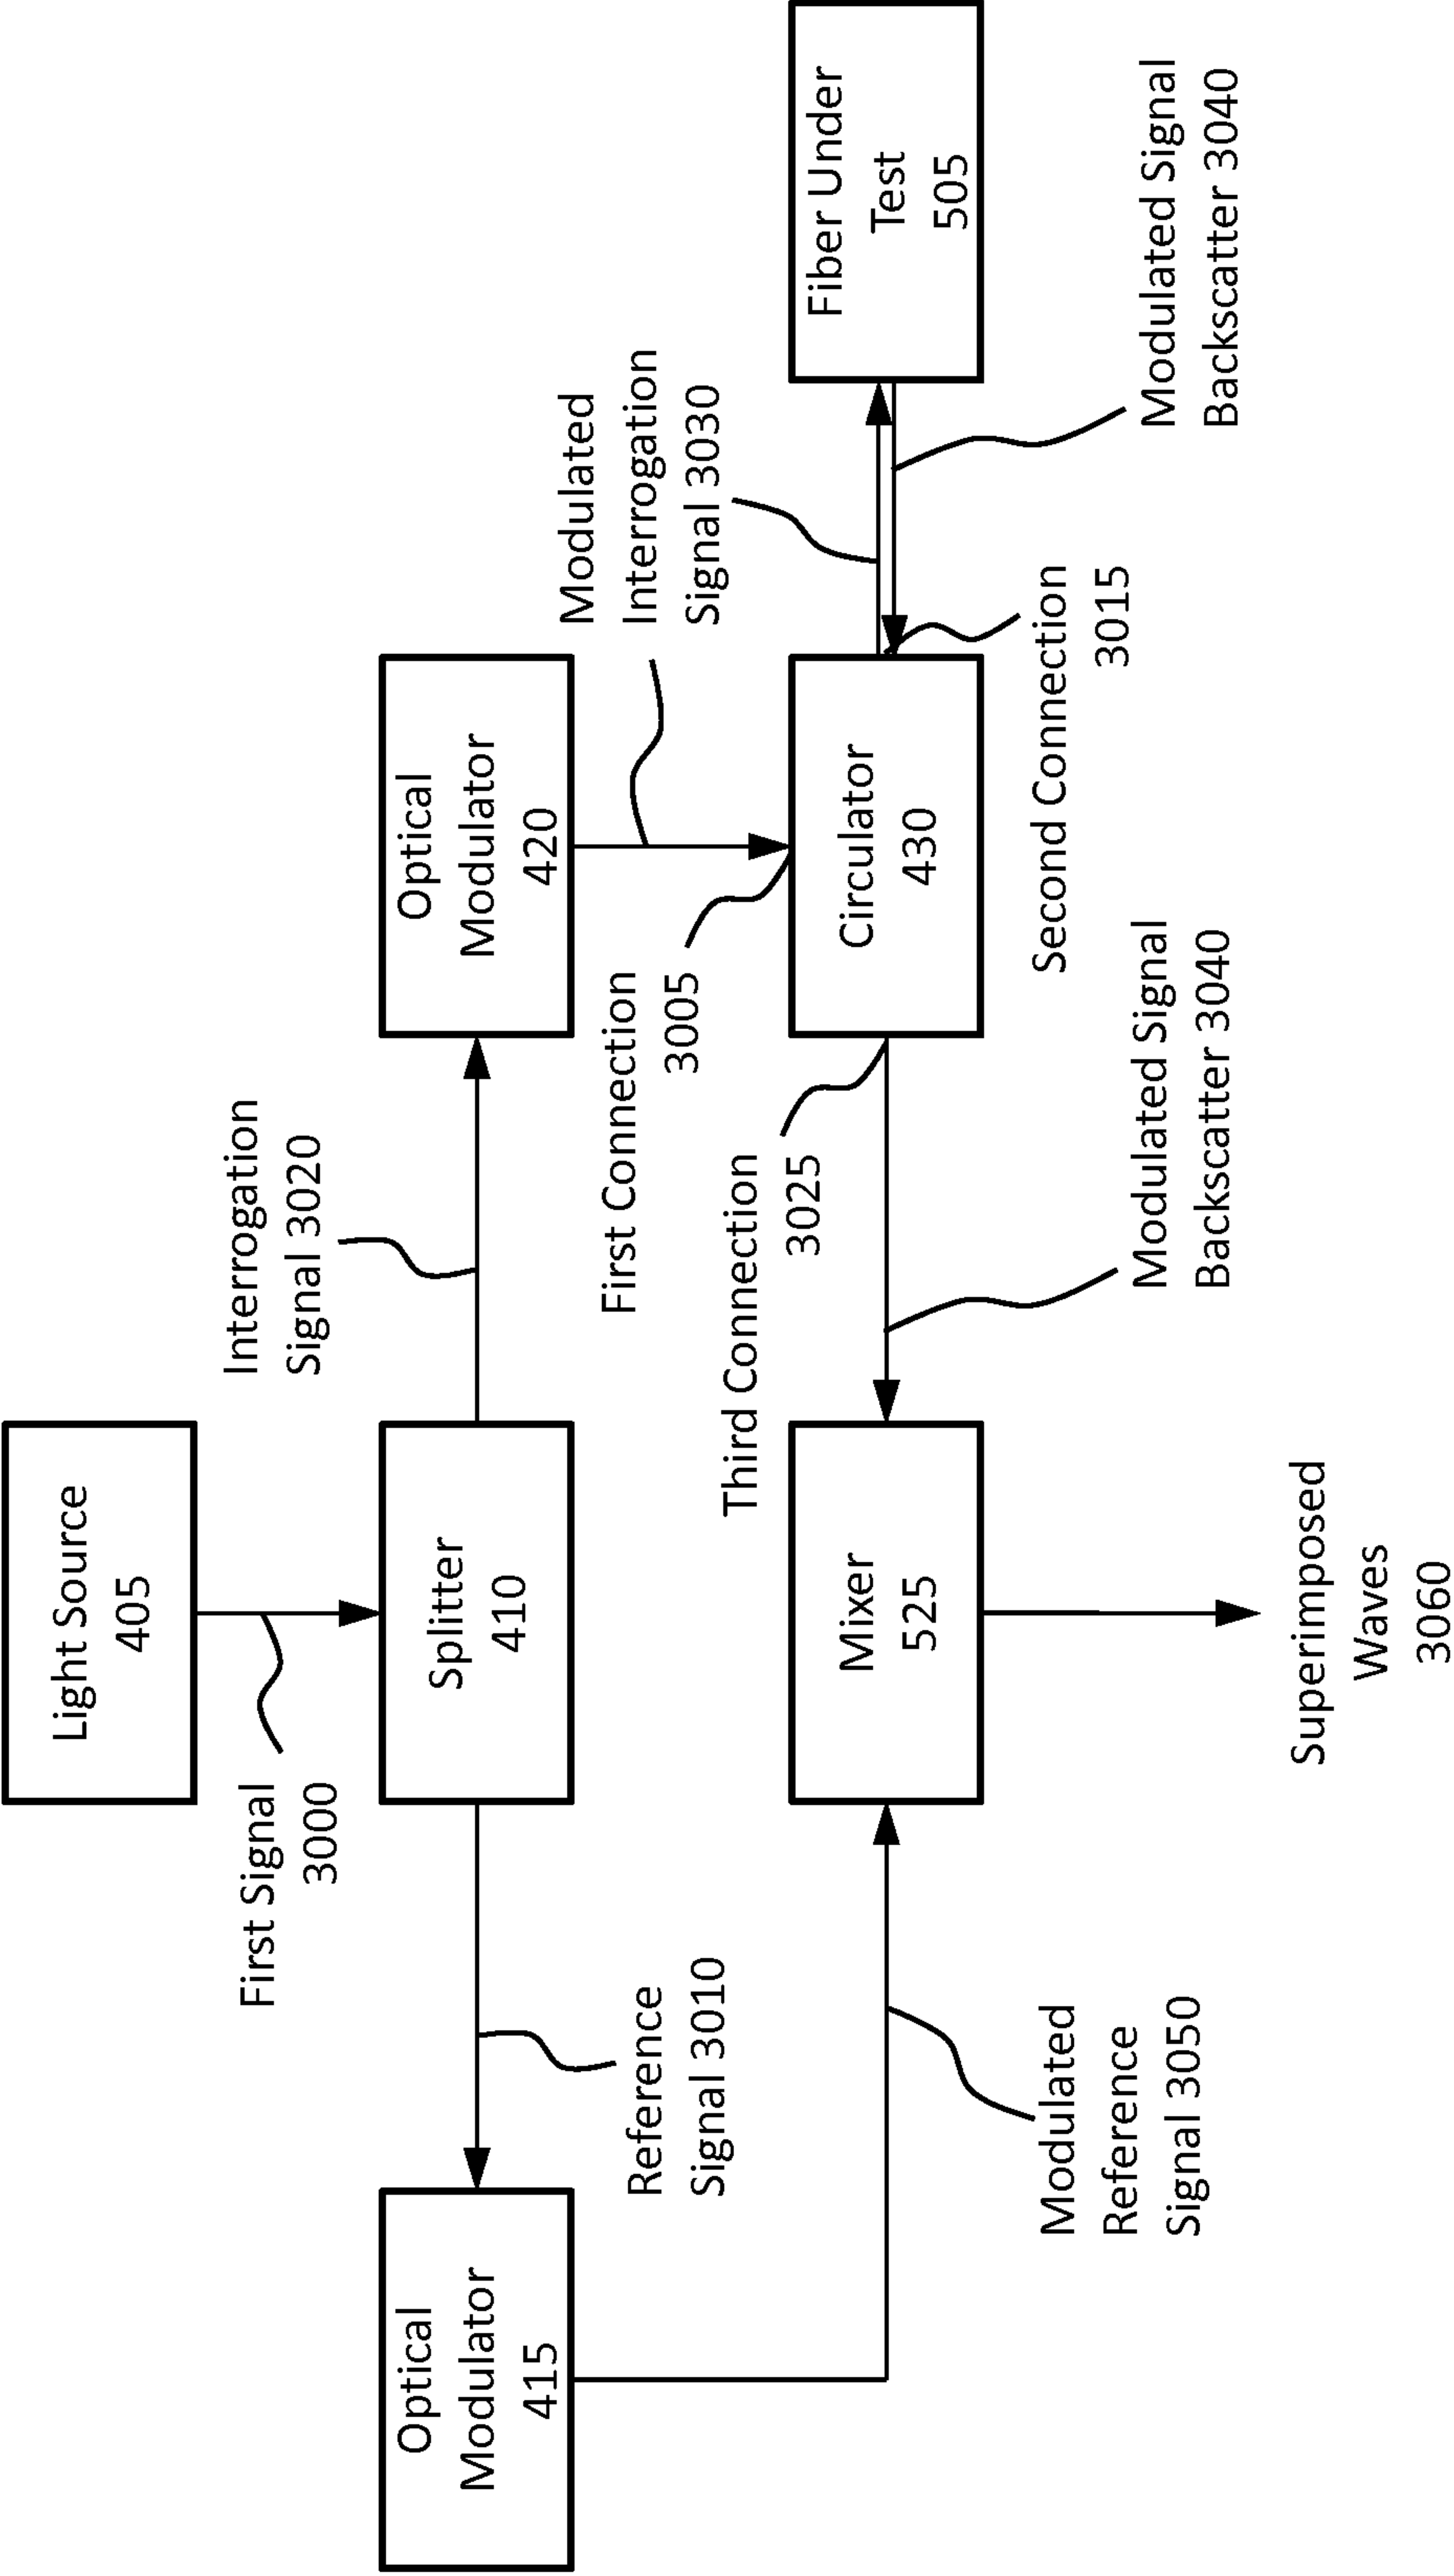 Light Source
405
First Signal
3000
Splitter
410
Interrogation
Signal 3020
Reference
Signal 3010
Optical
Modulator
415
Optical
Modulator
420
Modulated
Interrogation
Signal 3030
First Connection
3005
Third Connection
3025
Mixer
525
Circulator
430
Fiber Under
Test
505
Second Connection
3015
Modulated
Reference
Signal 3050
Modulated Signal
Backscatter 3040
Modulated Signal
Backscatter 3040
Superimposed
Waves
3060